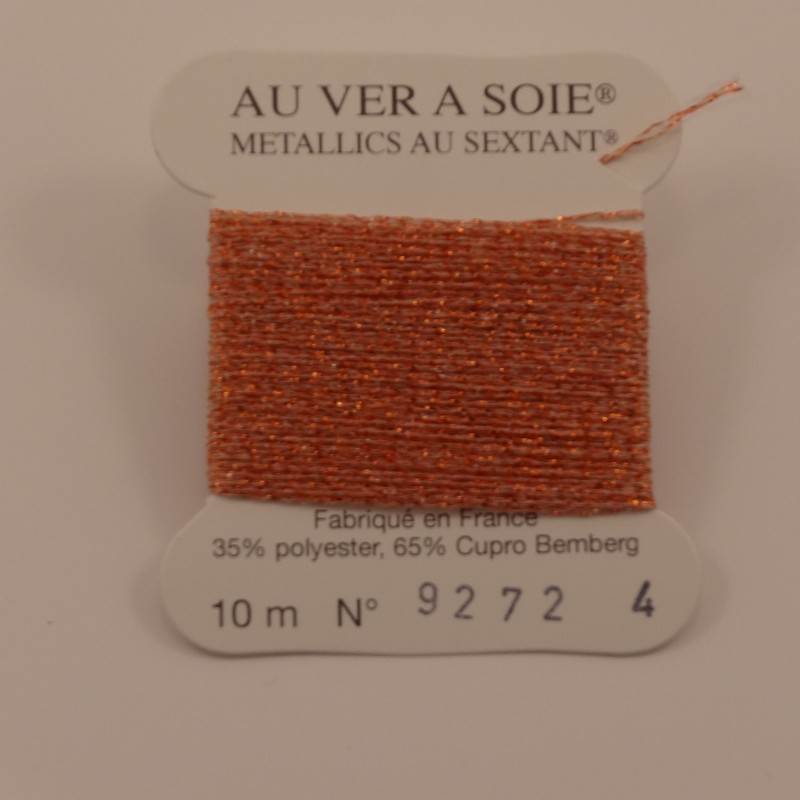 AU VER A SOIE®
METALLICS AU SEXTANT®
Fabriqué en France
35% polyester, 65% Cupro Bemberg
10 m N° 9272 4